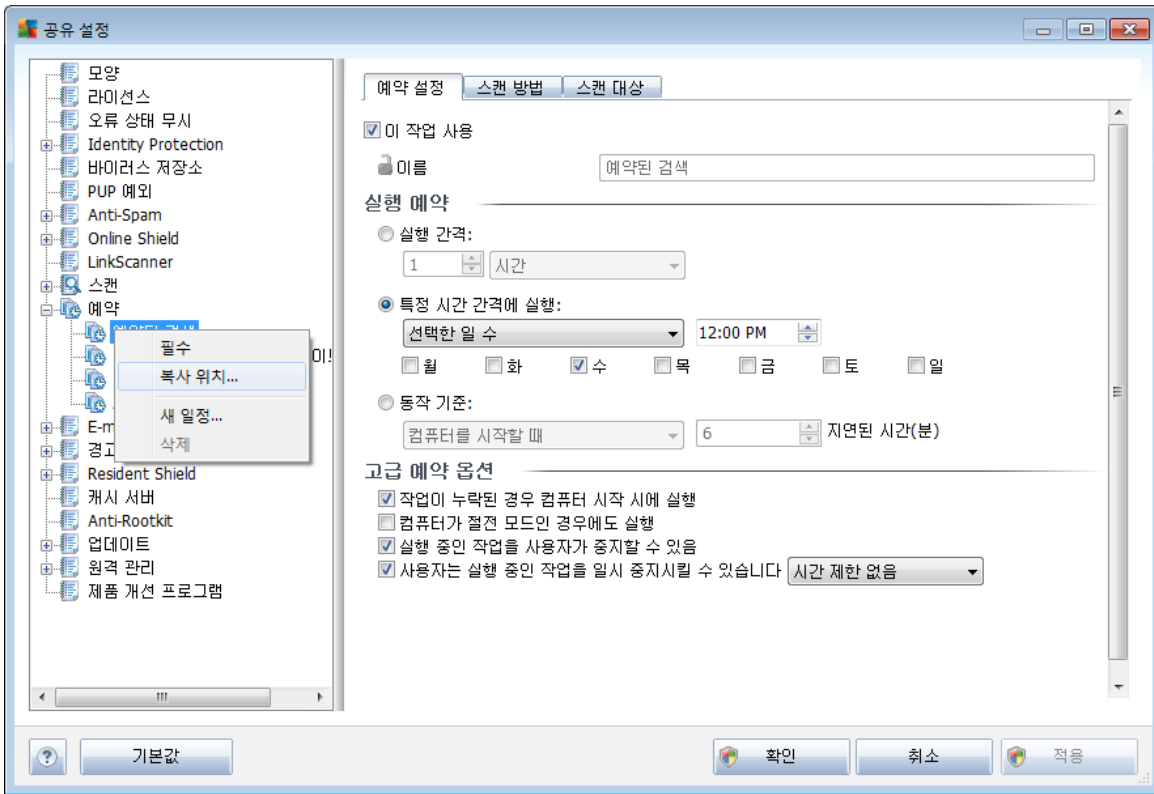 공유 설정
모양
라이선스
오류 상태 무시
Identity Protection
바이러스 저장소
PUP 예외
Anti-Spam
Online Shield
LinkScanner
스캔
예약
예약된 검색
이!
E-m
경고
Resident Shield
캐시 서버
Anti-Rootkit
업데이트
원격 관리
제품 개선 프로그램
필수
복사 위치...
새 일정...
삭제
예약 설정 스캔 방법 스캔 대상
이 작업 사용
이름 예약된 검색
실행 예약
실행 간격:
1 시간
특정 시간 간격에 실행:
선택한 일 수 12:00 PM
월 화 수 목 금 토 일
동작 기준:
컴퓨터를 시작할 때 6 지연된 시간(분)
고급 예약 옵션
작업이 누락된 경우 컴퓨터 시작 시에 실행
컴퓨터가 절전 모드인 경우에도 실행
실행 중인 작업을 사용자가 중지할 수 있음
사용자는 실행 중인 작업을 일시 중지시킬 수 있습니다 시간 제한 없음
기본값 확인 취소 적용